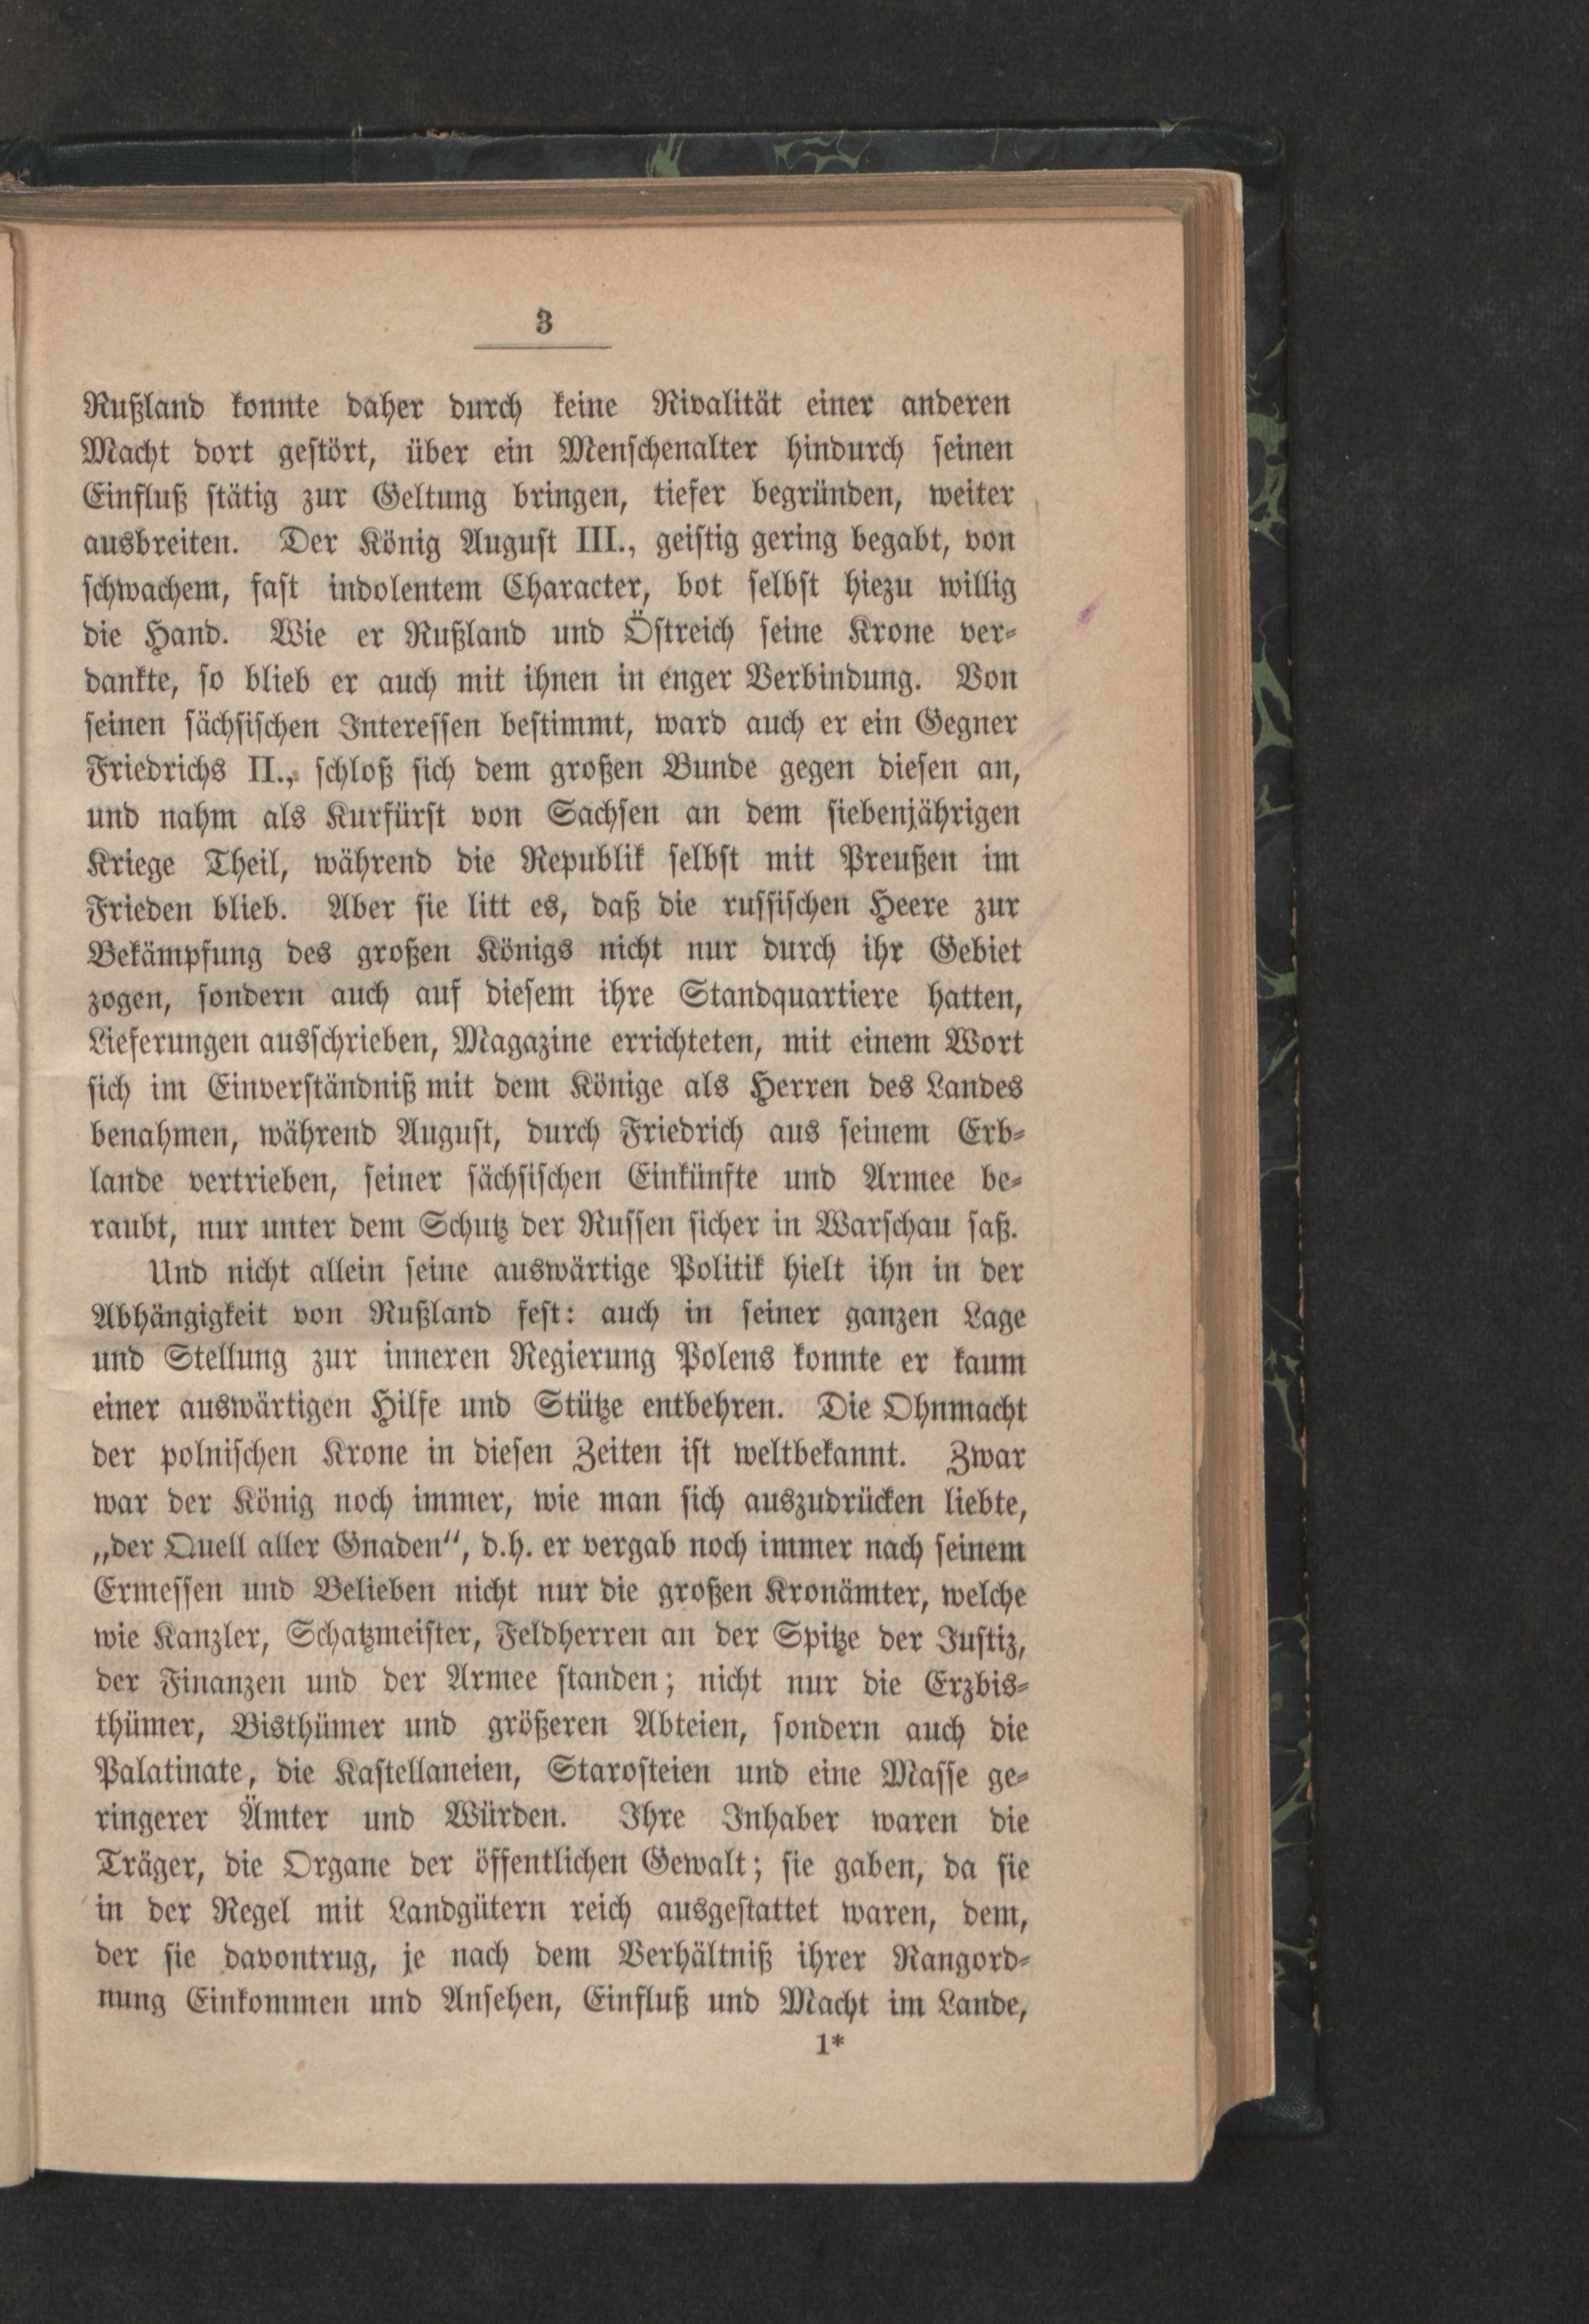 3
Rußland konnte daher durch keine Rivalität einer anderen
Macht dort gestört, über ein Menschenalter hindurch seinen
Einfluß stätig zur Geltung bringen, tiefer begründen, weiter
ausbreiten. Der König August III., geistig gering begabt, von
schwachem, fast indolentem Character, bot selbst hiezu willig
die Hand. Wie er Rußland und Östreich seine Krone ver-
dankte, so blieb er auch mit ihnen in enger Verbindung. Von
seinen sächsischen Interessen bestimmt, ward auch er ein Gegner
Friedrichs II., schloß sich dem großen Bunde gegen diesen an,
und nahm als Kurfürst von Sachsen an dem siebenjährigen
Kriege Theil, während die Republik selbst mit Preußen im
Frieden blieb. Aber sie litt es, daß die russischen Heere zur
Bekämpfung des großen Königs nicht nur durch ihr Gebiet
zogen, sondern auch auf diesem ihre Standquartiere hatten,
Lieferungen ausschrieben, Magazine errichteten, mit einem Wort
sich im Einverständniß mit dem Könige als Herren des Landes
benahmen, während August, durch Friedrich aus seinem Erb-
lande vertrieben, seiner sächsischen Einkünfte und Armee be-
raubt, nur unter dem Schutz der Russen sicher in Warschau saß.
Und nicht allein seine auswärtige Politik hielt ihn in der
Abhängigkeit von Rußland fest: auch in seiner ganzen Lage
und Stellung zur inneren Regierung Polens konnte er kaum
einer auswärtigen Hilfe und Stütze entbehren. Die Ohnmacht
der polnischen Krone in diesen Zeiten ist weltbekannt. Zwar
war der König noch immer, wie man sich auszudrücken liebte,
„der Quell aller Gnaden“, d.h. er vergab noch immer nach seinem
Ermessen und Belieben nicht nur die großen Kronämter, welche
wie Kanzler, Schatzmeister, Feldherren an der Spitze der Justiz,
der Finanzen und der Armee standen; nicht nur die Erzbis-
thümer, Bisthümer und größeren Abteien, sondern auch die
Palatinate, die Kastellaneien, Starosteien und eine Masse ge-
ringerer Ämter und Würden. Ihre Inhaber waren die
Träger, die Organe der öffentlichen Gewalt; sie gaben, da sie
in der Regel mit Landgütern reich ausgestattet waren, dem,
der sie davontrug, je nach dem Verhältniß ihrer Rangord-
nung Einkommen und Ansehen, Einfluß und Macht im Lande,
1*